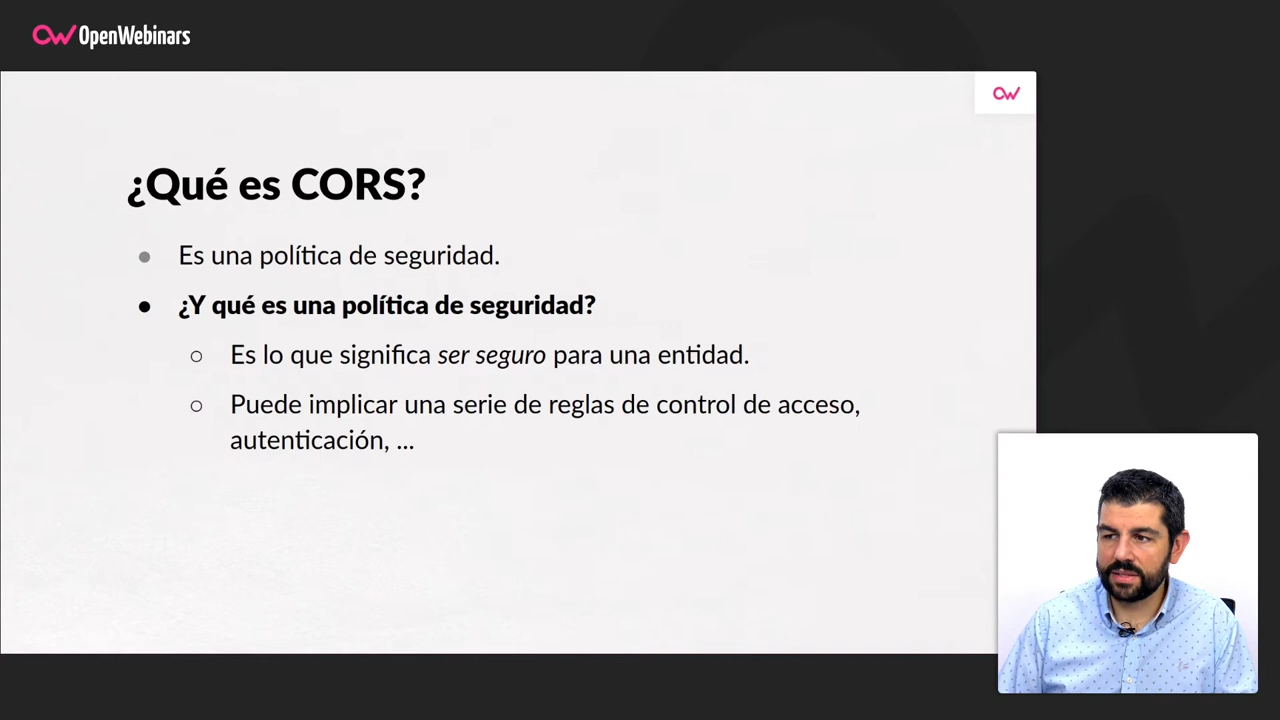 OpenWebinars
¿Qué es CORS?
● Es una política de seguridad.
● ¿Y qué es una política de seguridad?
○ Es lo que significa ser seguro para una entidad.
○ Puede implicar una serie de reglas de control de acceso,
autenticación, ...